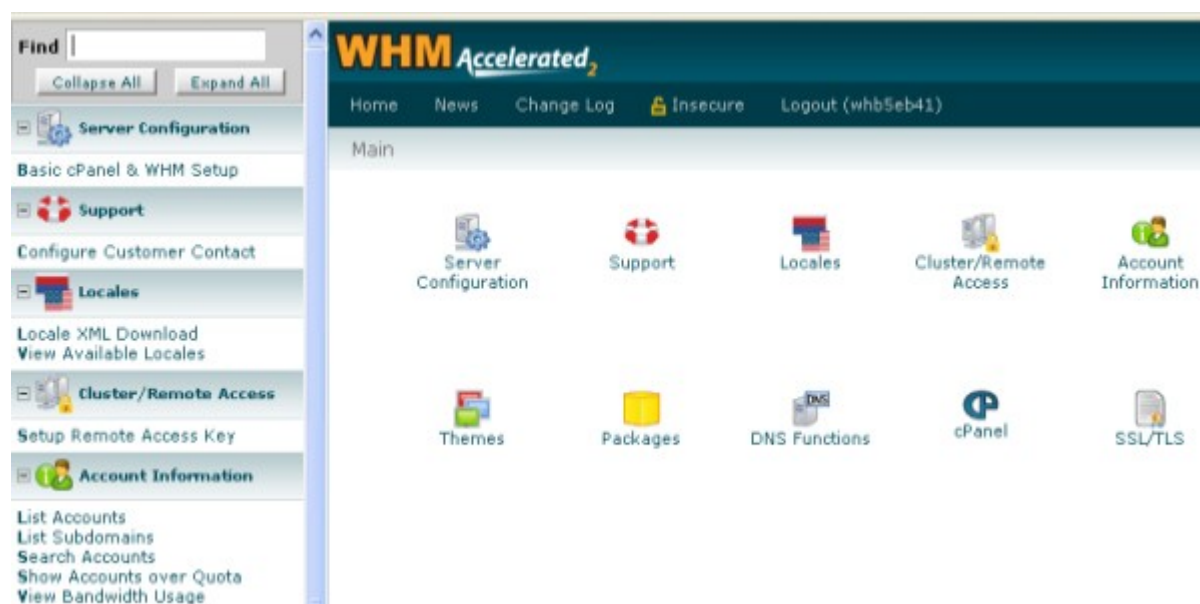 Find
Collapse All Expand All
Server Configuration
Basic cPanel & WHM Setup
Support
Configure Customer Contact
Locales
Locale XML Download
View Available Locales
Cluster/Remote Access
Setup Remote Access Key
Account Information
List Accounts
List Subdomains
Search Accounts
Show Accounts over Quota
View Bandwidth Usage
WHM Accelerated2
Home News Change Log Insecure Logout (whb5eb41)
Main
Server
Configuration
Support
Locales
Cluster/Remote
Access
Account
Information
Themes
Packages
DNS
DNS Functions
cPanel
SSL/TLS